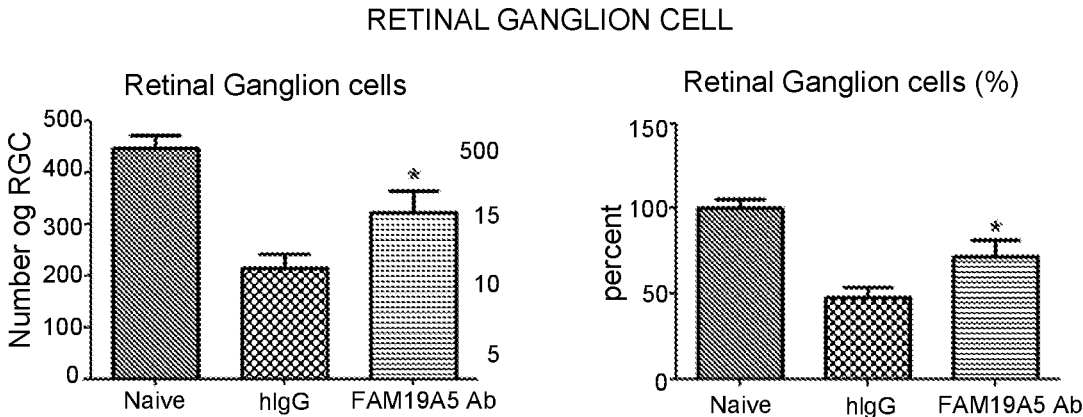 RETINAL GANGLION CELL
Retinal Ganglion cells
Number og RGC
500
400
300
200
100
0
*
500
15
10
5
Naive
hIgG
FAM19A5 Ab
Retinal Ganglion cells (%)
percent
150
100
50
0
*
Naive
hIgG
FAM19A5 Ab